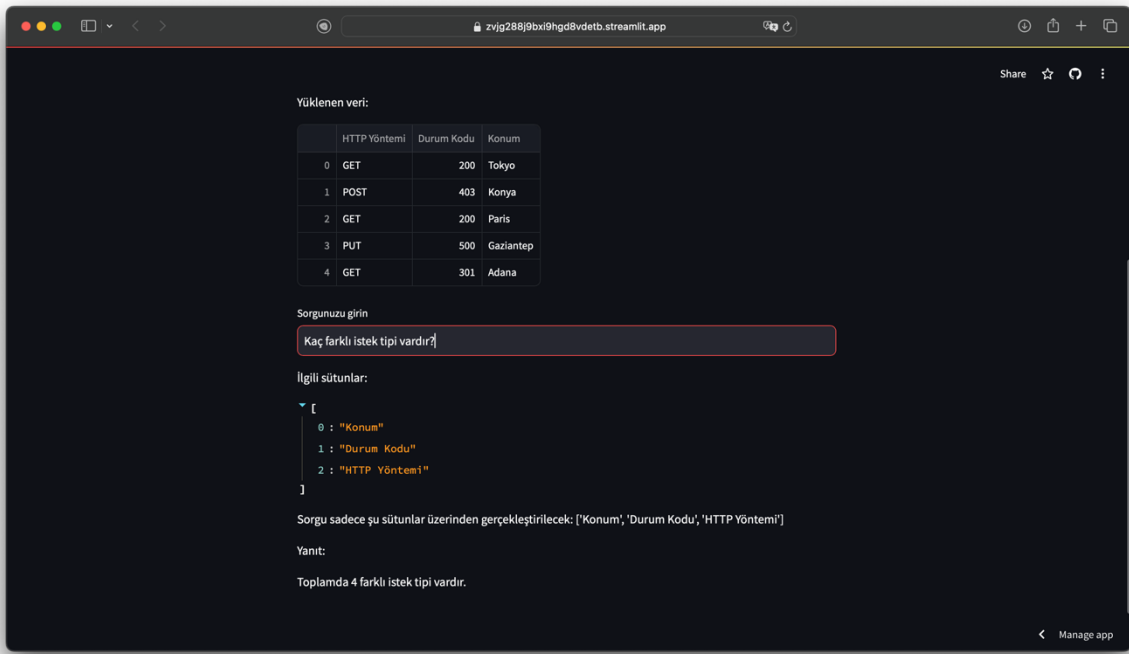 zvjg288j9bxi9hgd8vdetb.streamlit.app
Share
Yüklenen veri:
HTTP Yöntemi Durum Kodu Konum
0 GET 200 Tokyo
1 POST 403 Konya
2 GET 200 Paris
3 PUT 500 Gaziantep
4 GET 301 Adana
Sorgunuzu girin
Kaç farklı istek tipi vardır?
İlgili sütunlar:
[
0 : "Konum"
1 : "Durum Kodu"
2 : "HTTP Yöntemi"
]
Sorgu sadece şu sütunlar üzerinden gerçekleştirilecek: ['Konum', 'Durum Kodu', 'HTTP Yöntemi']
Yanıt:
Toplamda 4 farklı istek tipi vardır.
Manage app